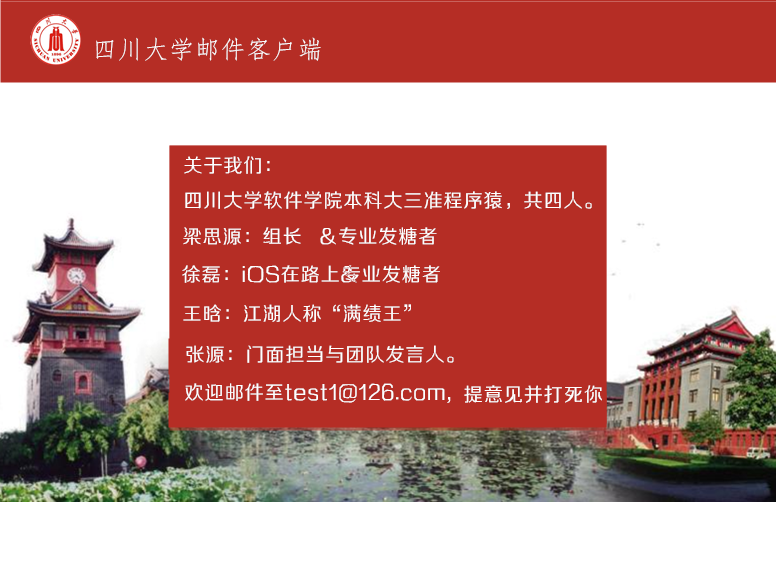 四川大学邮件客户端
关于我们：
四川大学软件学院本科大三准程序猿，共四人。
梁思源：组长 &专业发糖者
徐磊：iOS在路上&专业发糖者
王晗：江湖人称“满绩王”
张源：门面担当与团队发言人。
欢迎邮件至test1@126.com，提意见并打死你